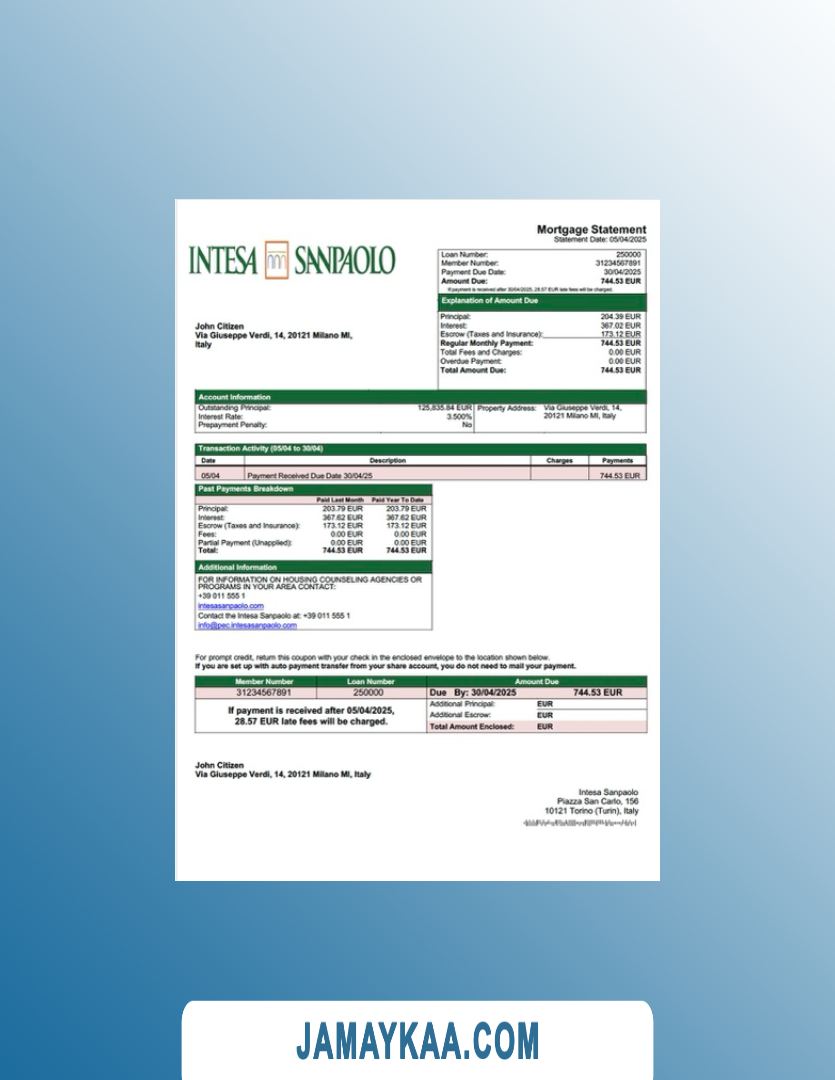 Mortgage Statement
Statement Date: 05/04/2025
INTESA SANPAOLO
Loan Number: 250000
Member Number: 31234567891
Payment Due Date: 30/04/2025
Amount Due: 744.53 EUR
If payment is received after 30/04/2025, 28.57 EUR late fees will be charged.
Explanation of Amount Due
Principal: 204.39 EUR
Interest: 367.02 EUR
Escrow (Taxes and Insurance): 173.12 EUR
Regular Monthly Payment: 744.53 EUR
Total Fees and Charges: 0.00 EUR
Overdue Payment: 0.00 EUR
Total Amount Due: 744.53 EUR
John Citizen
Via Giuseppe Verdi, 14, 20121 Milano MI,
Italy
Account Information
Outstanding Principal: 125,835.84 EUR Property Address: Via Giuseppe Verdi, 14,
Interest Rate: 3.500% 20121 Milano MI, Italy
Prepayment Penalty: No
Transaction Activity (05/04 to 30/04)
Date Description Charges Payments
05/04 Payment Received Due Date 30/04/25 744.53 EUR
Past Payments Breakdown
Paid Last Month Paid Year To Date
Principal: 203.79 EUR 203.79 EUR
Interest: 367.62 EUR 367.62 EUR
Escrow (Taxes and Insurance): 173.12 EUR 173.12 EUR
Fees: 0.00 EUR 0.00 EUR
Partial Payment (Unapplied): 0.00 EUR 0.00 EUR
Total: 744.53 EUR 744.53 EUR
Additional Information
FOR INFORMATION ON HOUSING COUNSELING AGENCIES OR
PROGRAMS IN YOUR AREA CONTACT:
+39 011 555 1
intesasanpaolo.com
Contact the Intesa Sanpaolo at: +39 011 555 1
info@pec.intesasanpaolo.com
For prompt credit, return this coupon with your check in the enclosed envelope to the location shown below.
If you are set up with auto payment transfer from your share account, you do not need to mail your payment.
Member Number Loan Number Amount Due
31234567891 250000 Due By: 30/04/2025 744.53 EUR
If payment is received after 05/04/2025,
28.57 EUR late fees will be charged.
Additional Principal: EUR
Additional Escrow: EUR
Total Amount Enclosed: EUR
John Citizen
Via Giuseppe Verdi, 14, 20121 Milano MI, Italy
Intesa Sanpaolo
Piazza San Carlo, 156
10121 Torino (Turin), Italy
JAMAYKAA.COM